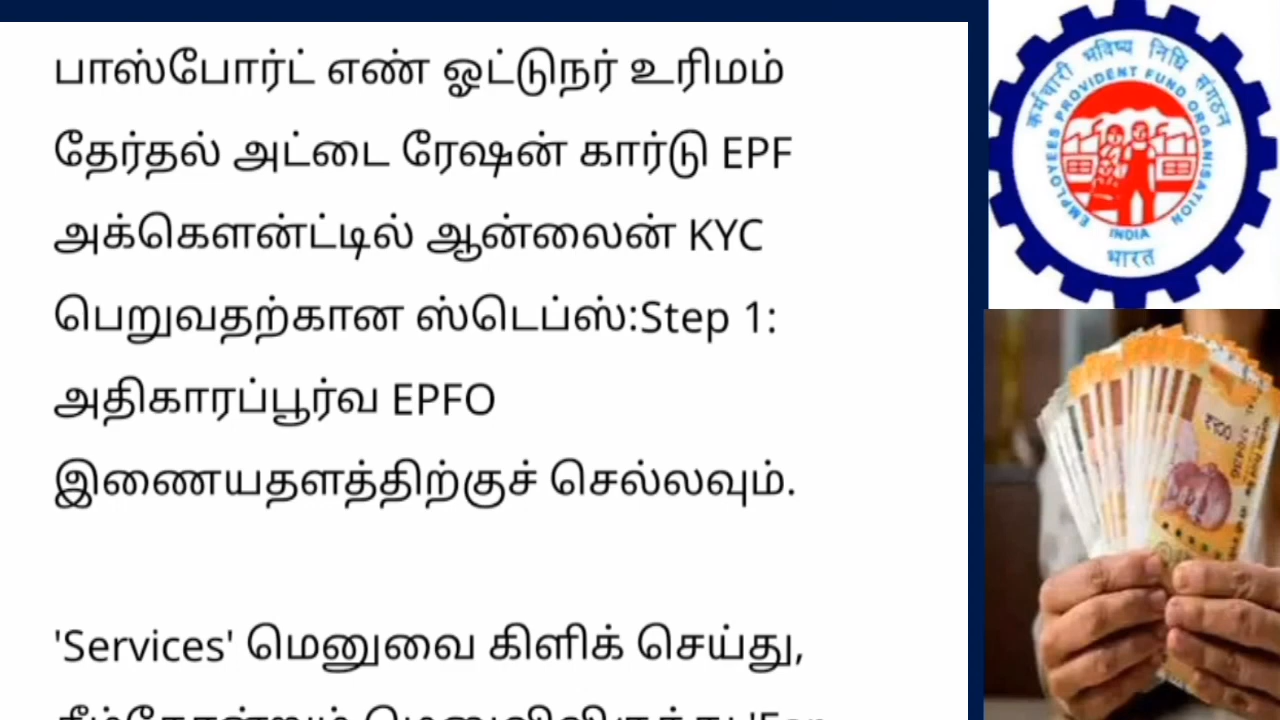 பாஸ்போர்ட் எண் ஓட்டுநர் உரிமம்
தேர்தல் அட்டை ரேஷன் கார்டு EPF
அக்கௌன்ட்டில் ஆன்லைன் KYC
பெறுவதற்கான ஸ்டெப்ஸ்:Step 1:
அதிகாரப்பூர்வ EPFO
இணையதளத்திற்குச் செல்லவும்.
'Services' மெனுவை கிளிக் செய்து,
कर्मचारी भविष्य निधि संगठन
EMPLOYEES PROVIDENT FUND ORGANISATION
INDIA
भारत